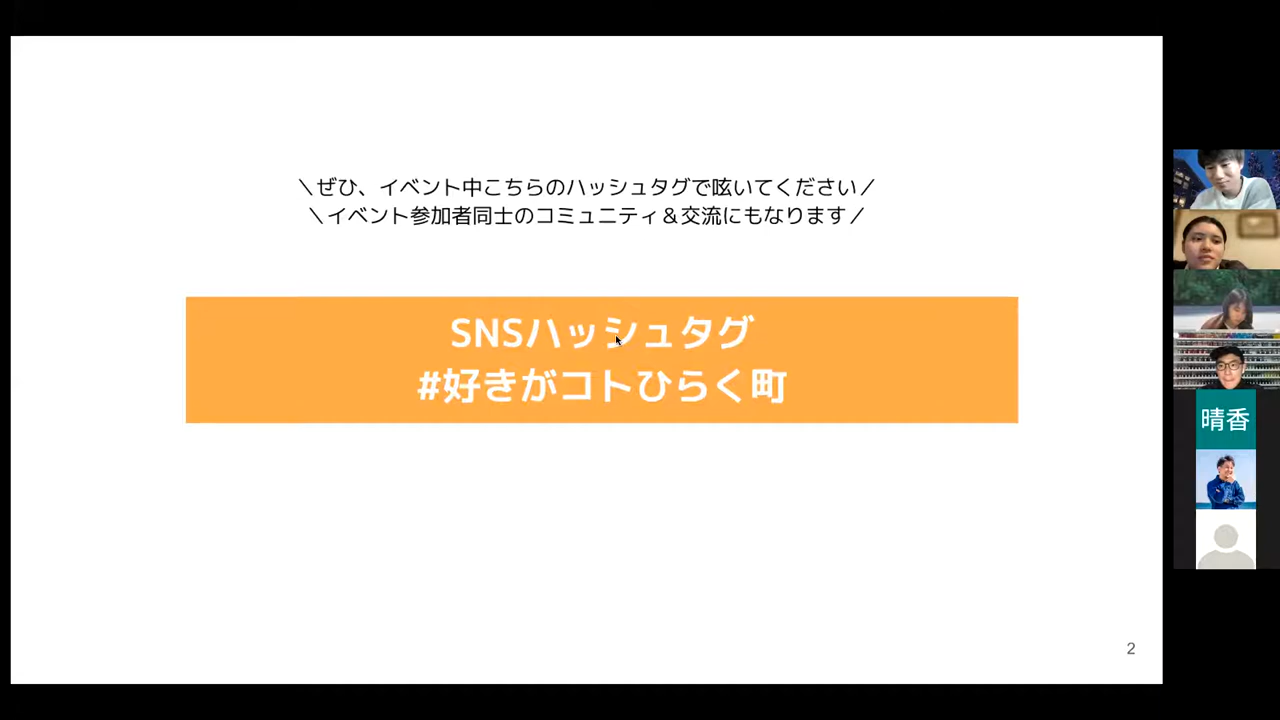 ＼ぜひ、イベント中こちらのハッシュタグで呟いてください／
＼イベント参加者同士のコミュニティ＆交流にもなります／
SNSハッシュタグ
#好きがコトひらく町
晴香
2